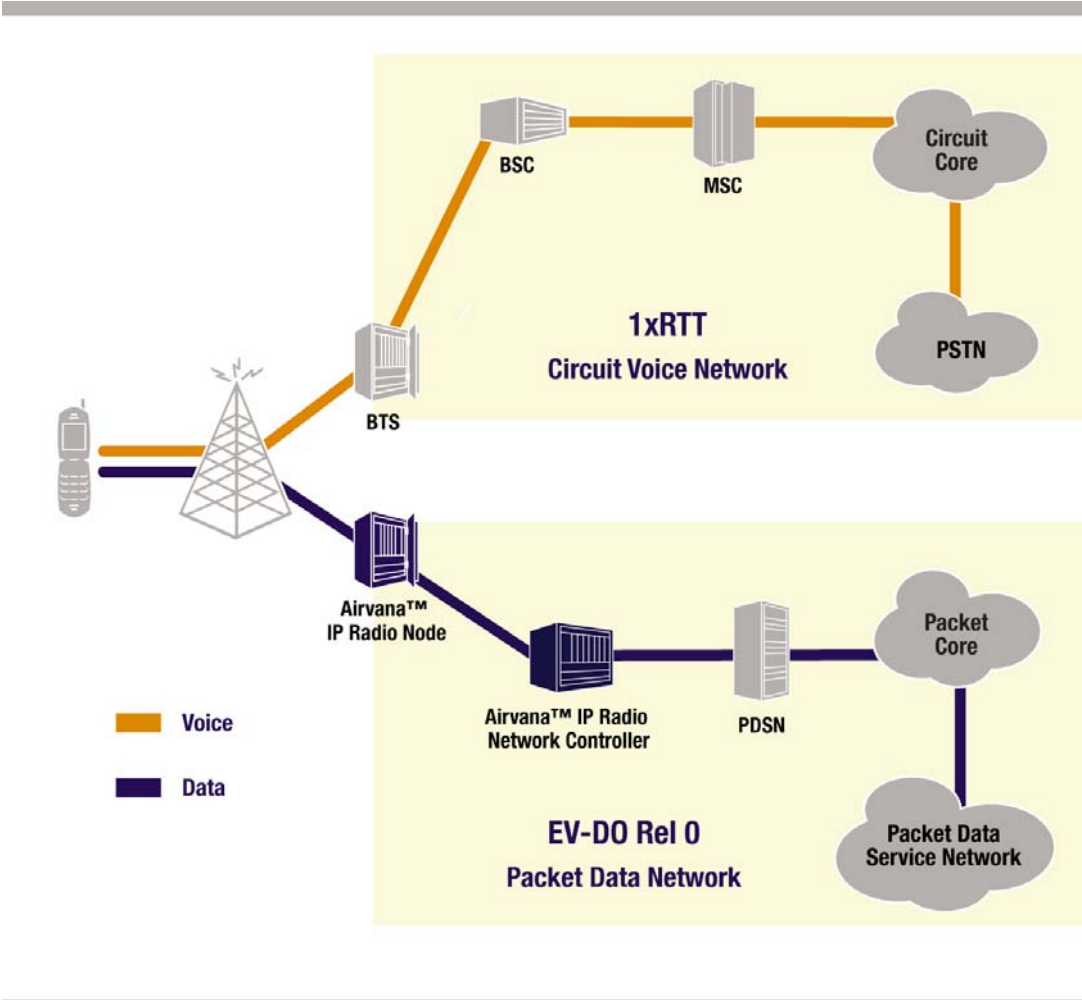 BSC
MSC
Circuit
Core
1xRTT
Circuit Voice Network
PSTN
BTS
Airvana™
IP Radio Node
Packet
Core
Airvana™ IP Radio
Network Controller
PDSN
Voice
Data
EV-DO Rel 0
Packet Data Network
Packet Data
Service Network